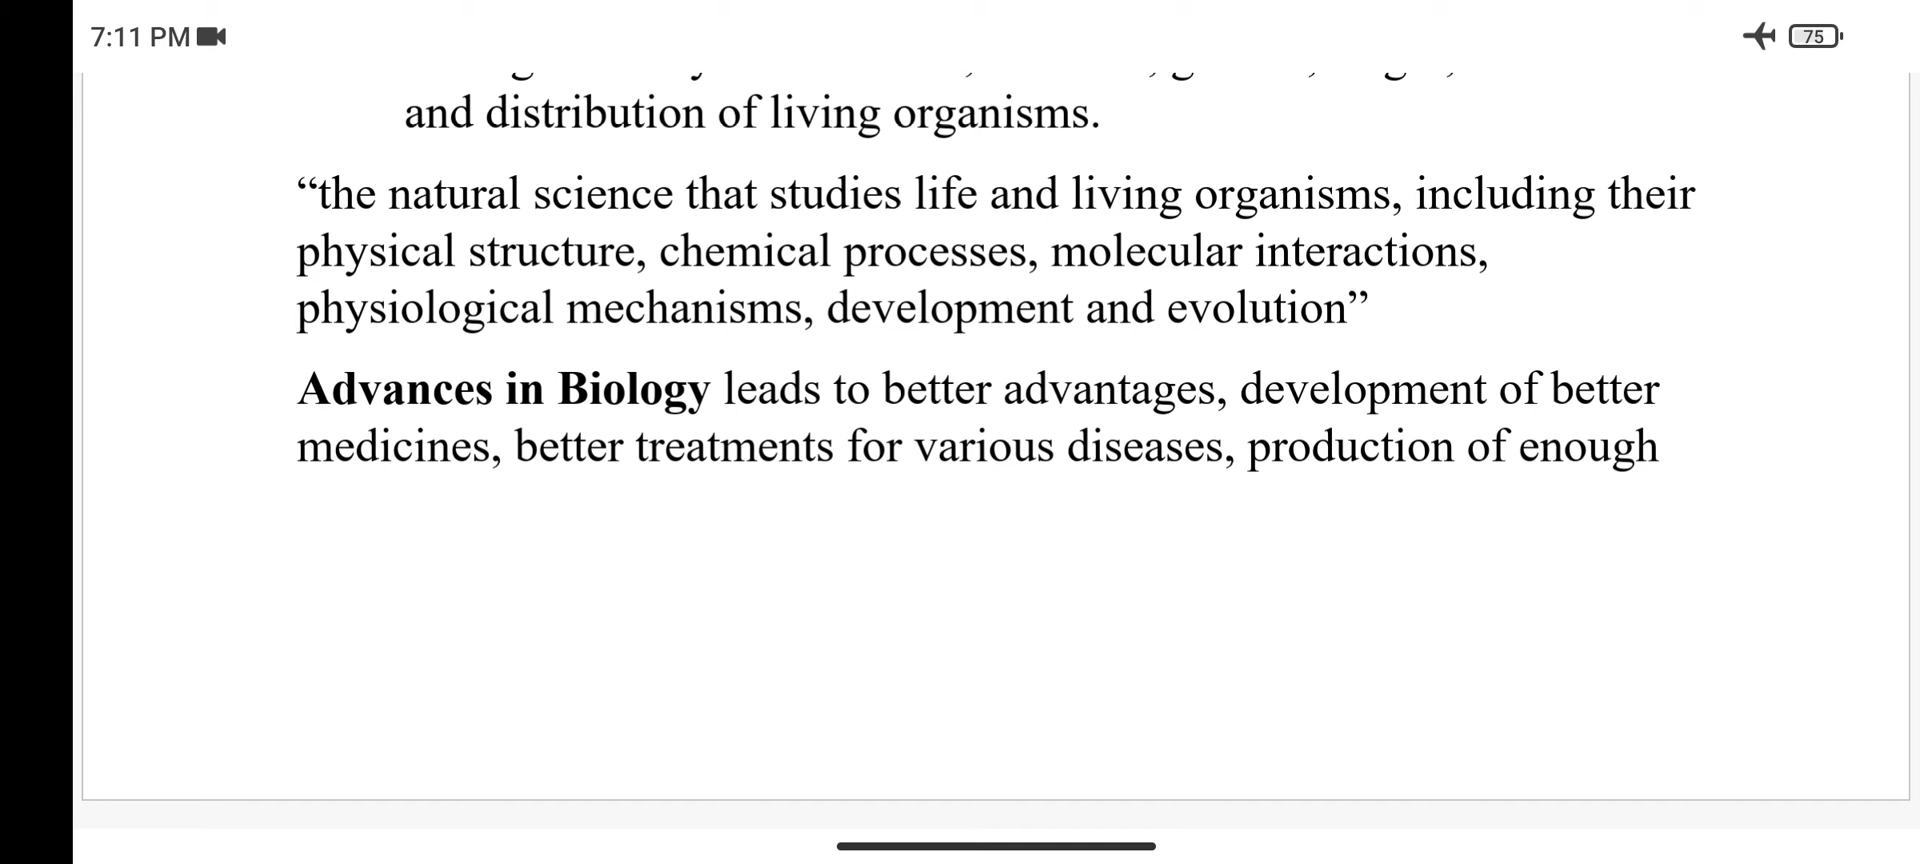 7:11 PM
75
and distribution of living organisms.
“the natural science that studies life and living organisms, including their
physical structure, chemical processes, molecular interactions,
physiological mechanisms, development and evolution”
Advances in Biology leads to better advantages, development of better
medicines, better treatments for various diseases, production of enough